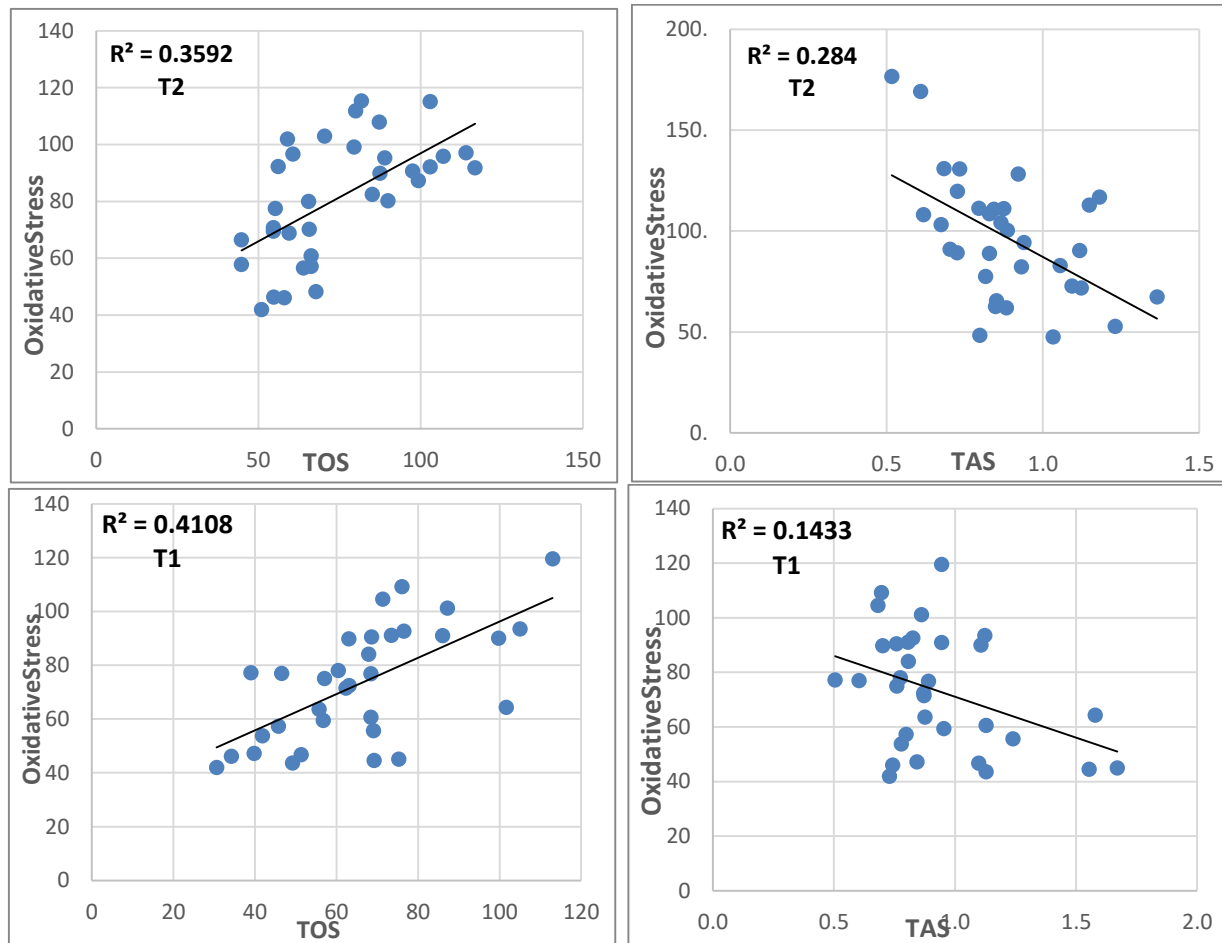 R² = 0.3592
T2
OxidativeStress
140
120
100
80
60
40
20
0
0 50 100 150
TOS
R² = 0.284
T2
OxidativeStress
200.
150.
100.
50.
0.
0.0 0.5 1.0 1.5
TAS
R² = 0.4108
T1
OxidativeStress
140
120
100
80
60
40
20
0
0 20 40 60 80 100 120
TOS
R² = 0.1433
T1
OxidativeStress
140
120
100
80
60
40
20
0
0.0 0.5 1.0 1.5 2.0
TAS